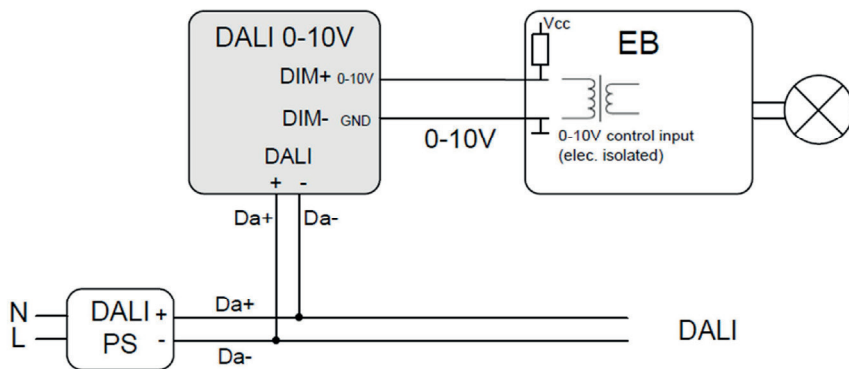 DALI 0-10V
DIM+ 0-10V
DIM- GND
DALI
+ -
Da+ Da-
0-10V
Vcc
EB
0-10V control input
(elec. isolated)
N
L
DALI +
PS -
Da+
Da-
DALI